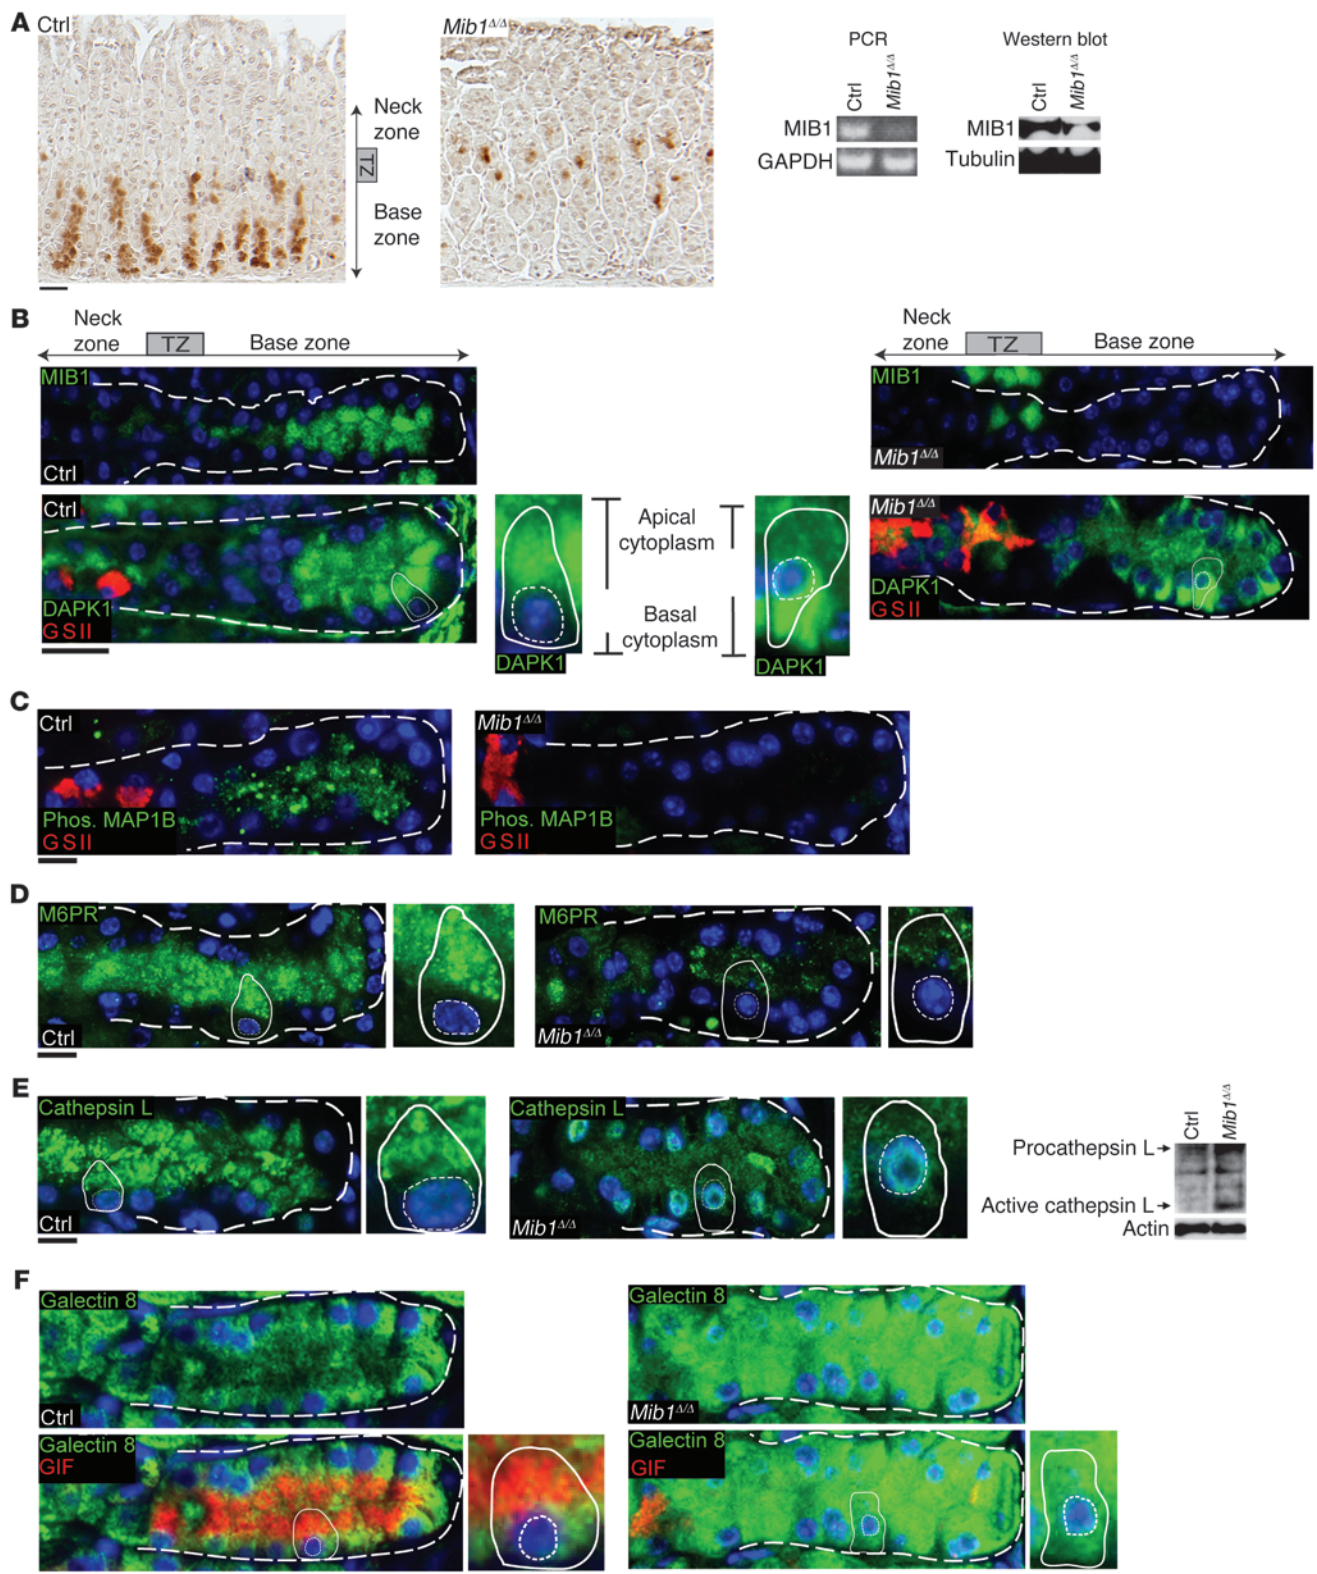 A
Ctrl
Mib1Δ/Δ
Neck
zone
TZ
Base
zone
PCR
Ctrl
Mib1Δ/Δ
MIB1
GAPDH
Western blot
Ctrl
Mib1Δ/Δ
MIB1
Tubulin
B
Neck
zone
TZ
Base zone
Neck
zone
TZ
Base zone
MIB1
Ctrl
MIB1
Mib1Δ/Δ
Ctrl
DAPK1
GSII
DAPK1
Apical
cytoplasm
Basal
cytoplasm
DAPK1
Mib1Δ/Δ
DAPK1
GSII
C
Ctrl
Phos. MAP1B
GSII
Mib1Δ/Δ
Phos. MAP1B
GSII
D
M6PR
Ctrl
M6PR
Mib1Δ/Δ
E
Cathepsin L
Ctrl
Cathepsin L
Mib1Δ/Δ
Ctrl
Mib1Δ/Δ
Procathepsin L
Active cathepsin L
Actin
F
Galectin 8
Ctrl
Galectin 8
Mib1Δ/Δ
Galectin 8
GIF
Galectin 8
GIF